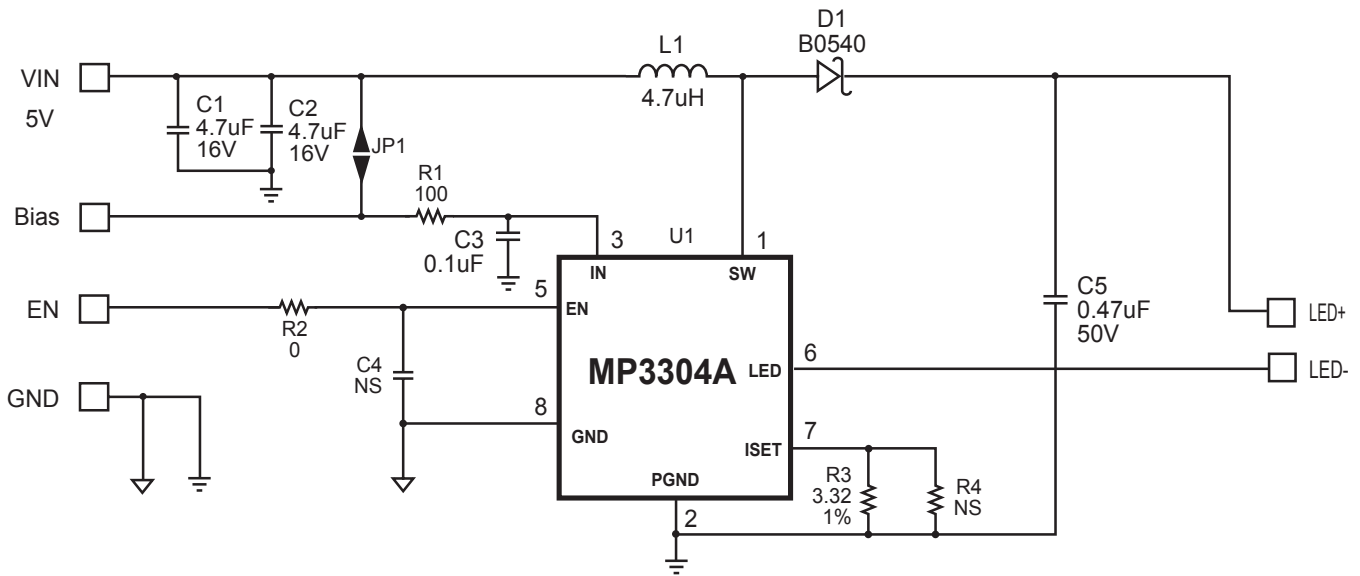 D1
B0540
L1
4.7uH
VIN
5V
C1
4.7uF
16V
C2
4.7uF
16V
JP1
R1
100
Bias
C3
0.1uF
3
U1
1
IN
SW
EN
R2
0
5
EN
C4
NS
MP3304A
LED
6
C5
0.47uF
50V
LED+
LED-
GND
8
GND
ISET
7
PGND
2
R3
3.32
1%
R4
NS